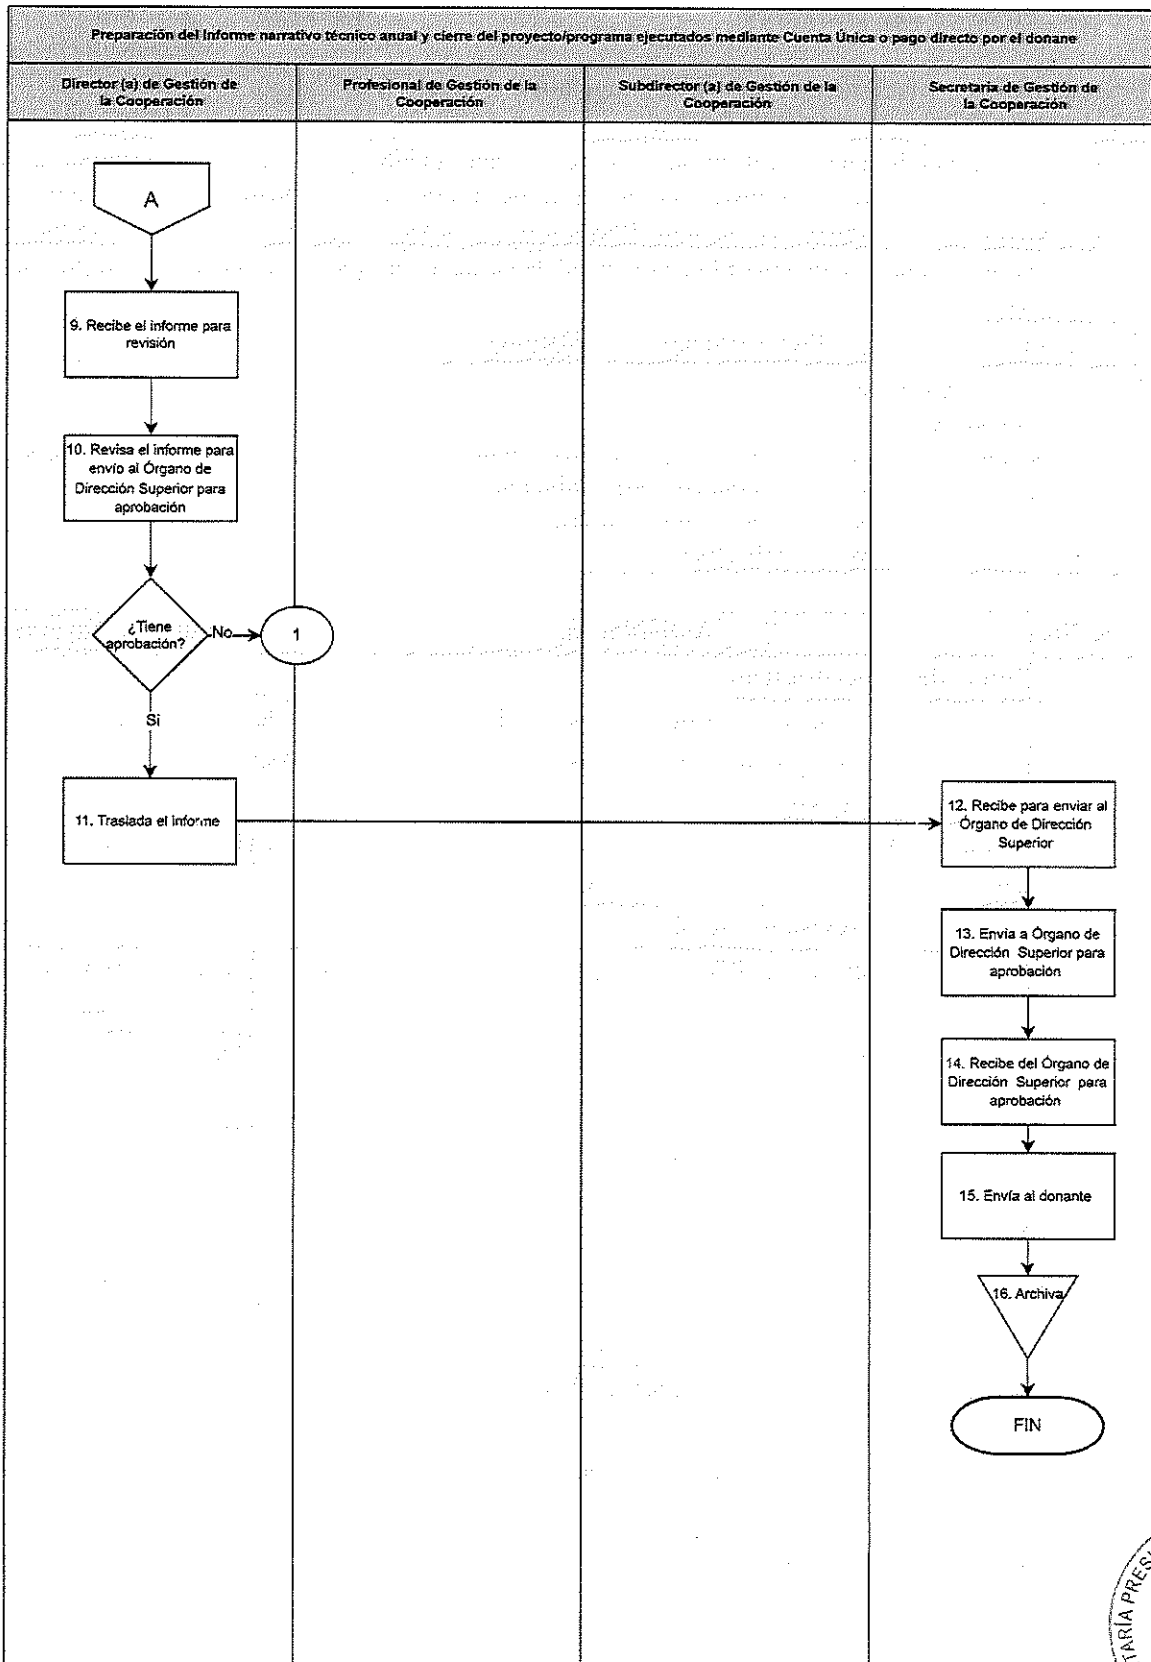 Preparación del Informe narrativo técnico anual y cierre del proyecto/programa ejecutados mediante Cuenta Única o pago directo por el donane
Director (a) de Gestión de
la Cooperación
Profesional de Gestión de la
Cooperación
Subdirector (a) de Gestión de la
Cooperación
Secretaria de Gestión de
la Cooperación
A
9. Recibe el informe para
revisión
10. Revisa el informe para
envío al Órgano de
Dirección Superior para
aprobación
¿Tiene
aprobación?
No
1
Si
11. Traslada el informe
12. Recibe para enviar al
Órgano de Dirección
Superior
13. Envia a Órgano de
Dirección Superior para
aprobación
14. Recibe del Órgano de
Dirección Superior para
aprobación
15. Envía al donante
16. Archiva
FIN